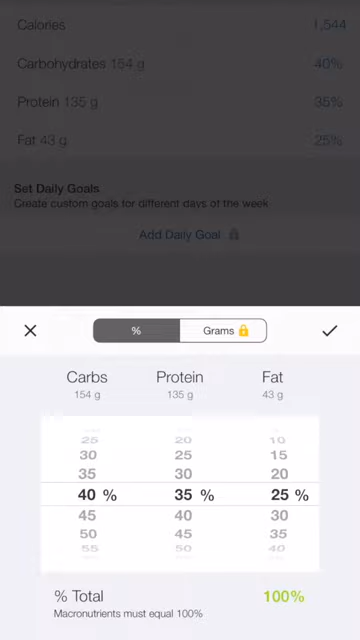 Calories 1,544
Carbohydrates 154 g 40%
Protein 135 g 35%
Fat 43 g 25%
Set Daily Goals
Create custom goals for different days of the week
Add Daily Goal
% Grams
Carbs Protein Fat
154 g 135 g 43 g
25 20 10
30 25 15
35 30 20
40 % 35 % 25 %
45 40 30
50 45 35
55 50 40
% Total 100%
Macronutrients must equal 100%